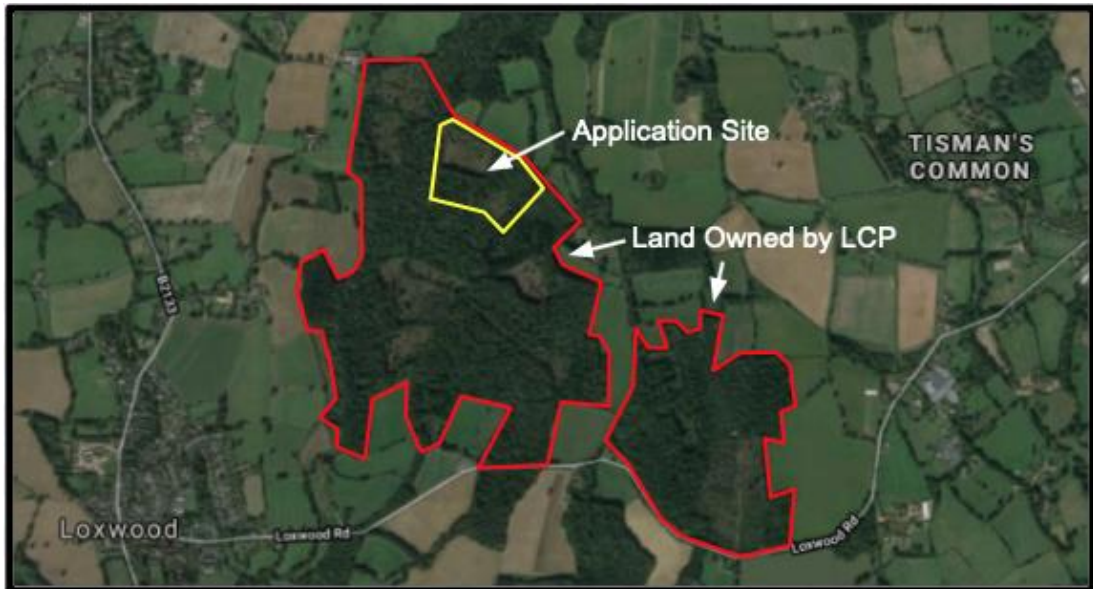 Application Site
TISMAN'S
COMMON
Land Owned by LCP
B2133
Loxwood
Loxwood Rd
Loxwood Rd